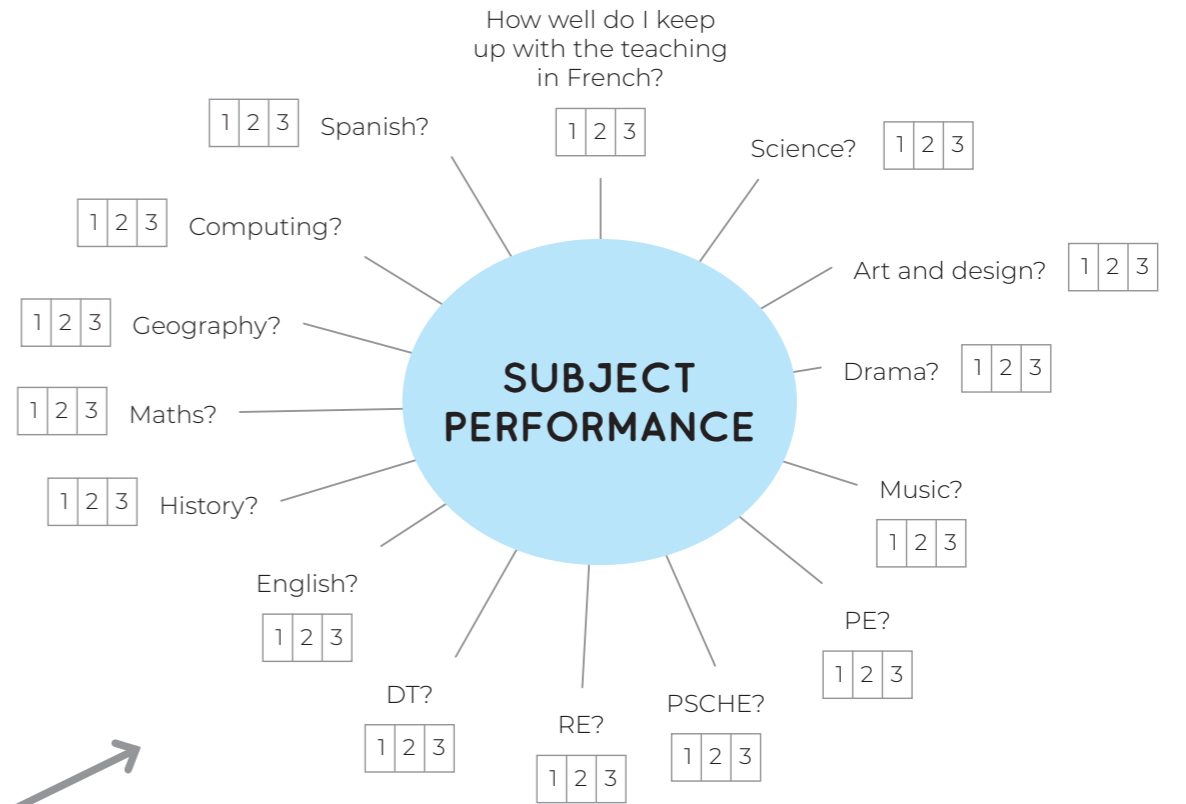 How well do I keep
up with the teaching
in French?
1 2 3
Science?
1 2 3
Art and design?
1 2 3
Drama?
1 2 3
Music?
1 2 3
PE?
1 2 3
PSCHE?
1 2 3
RE?
1 2 3
DT?
1 2 3
English?
1 2 3
1 2 3
History?
1 2 3
Maths?
1 2 3
Geography?
1 2 3
Computing?
1 2 3
Spanish?
SUBJECT
PERFORMANCE